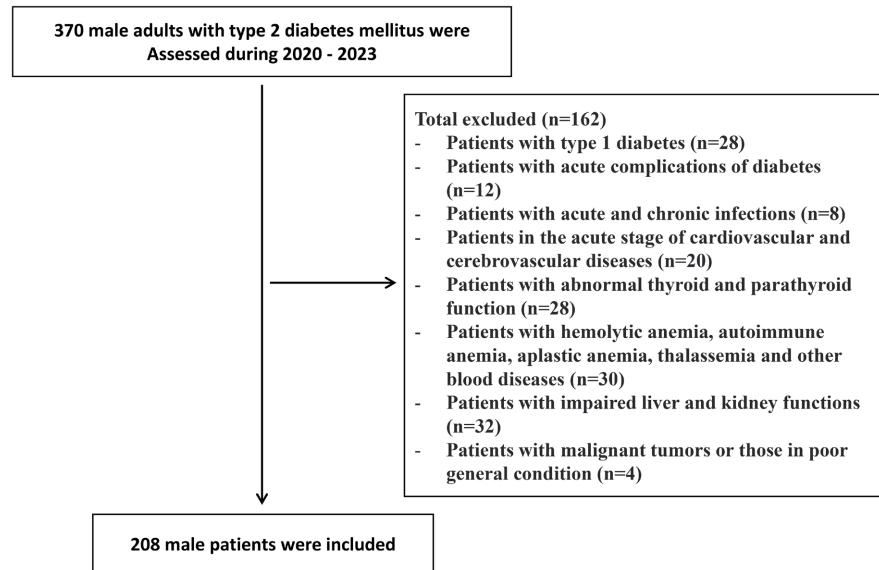 370 male adults with type 2 diabetes mellitus were
Assessed during 2020 - 2023
Total excluded (n=162)
- Patients with type 1 diabetes (n=28)
- Patients with acute complications of diabetes
(n=12)
- Patients with acute and chronic infections (n=8)
- Patients in the acute stage of cardiovascular and
cerebrovascular diseases (n=20)
- Patients with abnormal thyroid and parathyroid
function (n=28)
- Patients with hemolytic anemia, autoimmune
anemia, aplastic anemia, thalassemia and other
blood diseases (n=30)
- Patients with impaired liver and kidney functions
(n=32)
- Patients with malignant tumors or those in poor
general condition (n=4)
208 male patients were included